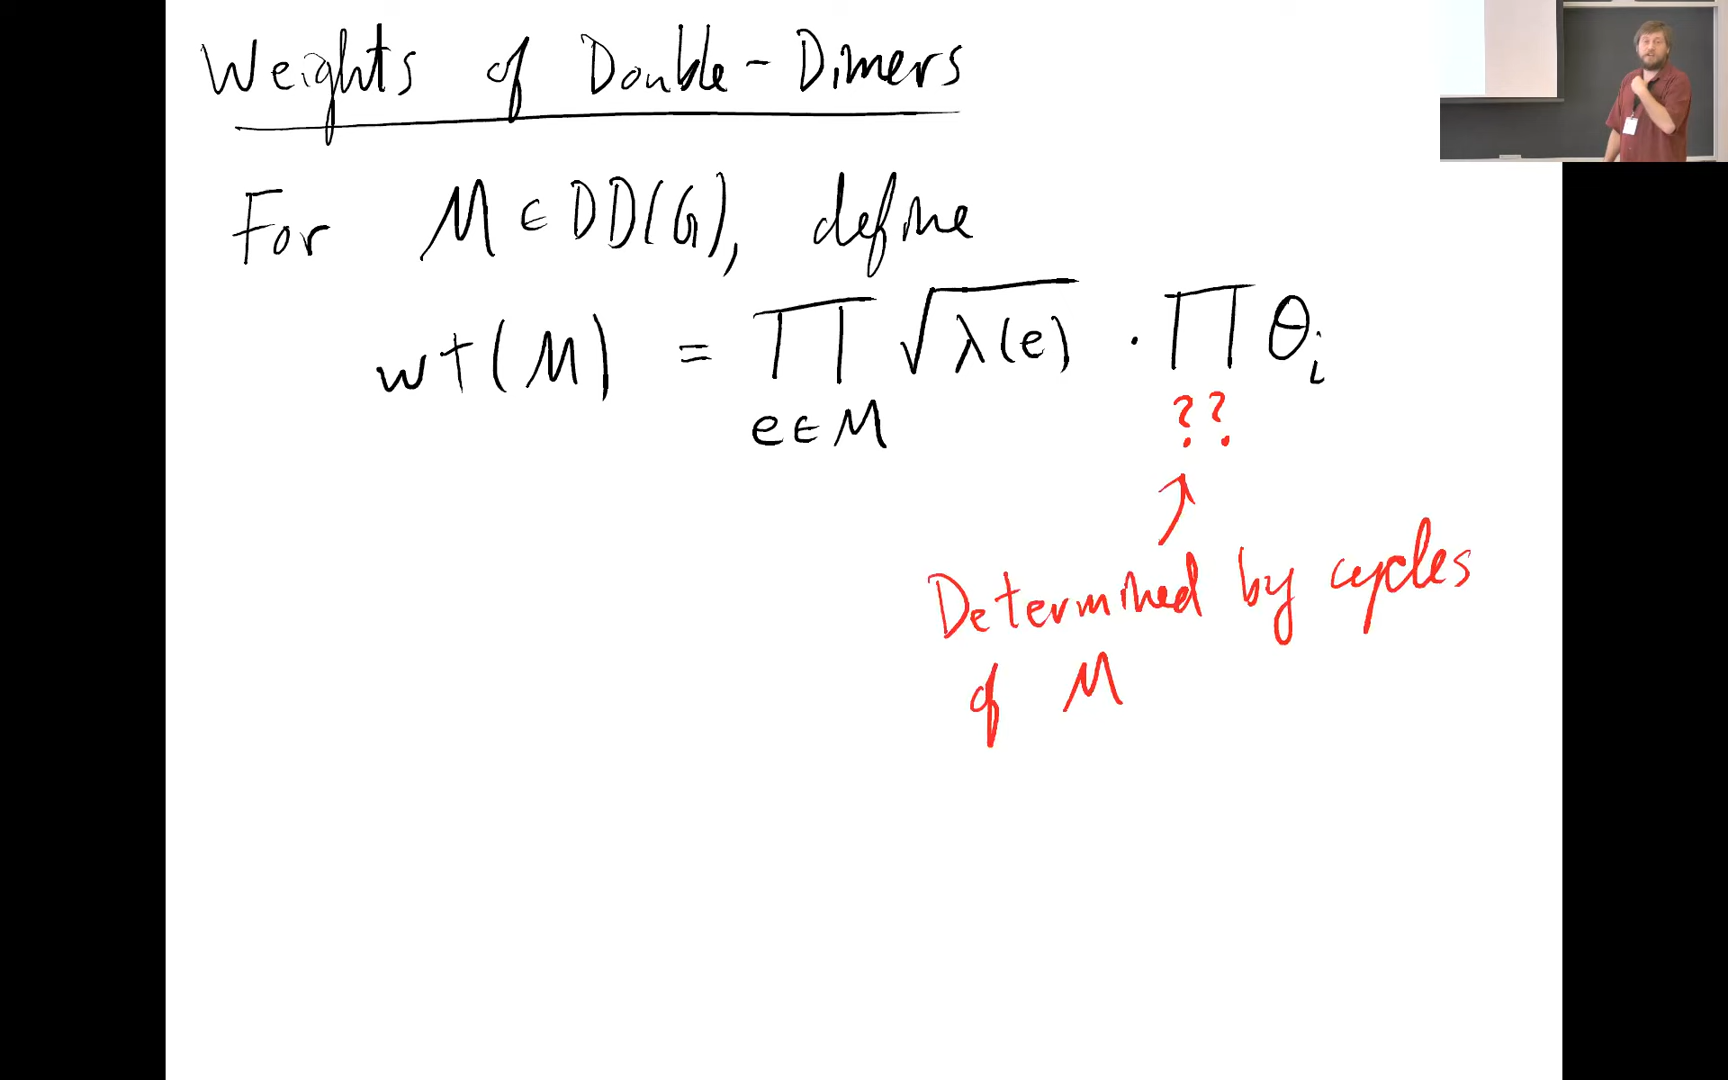 Weights of Double-Dimers
For M ∈ DD(G), define
wt(M) = ∏ √λ(e) · ∏ θᵢ
e ∈ M ??
Determined by cycles
of M